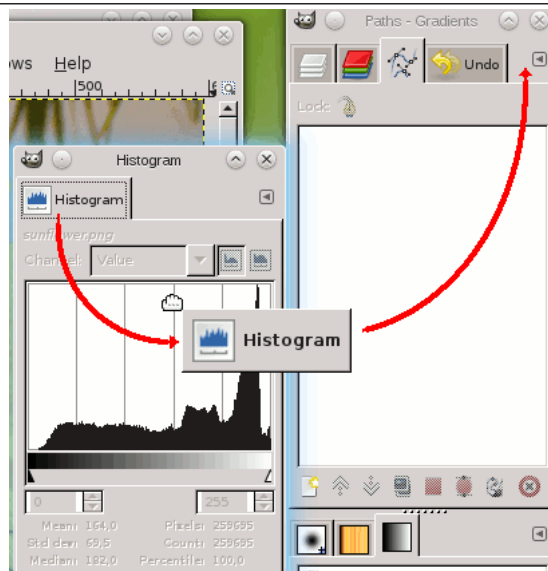 Paths - Gradients
ws Help
500
Undo
Lock:
Histogram
Histogram
sunflower.png
Channel: Value
Histogram
0 255
Mean: 164,0 Pixels: 259695
Std dev: 69,5 Count: 259695
Median: 182,0 Percentile: 100,0